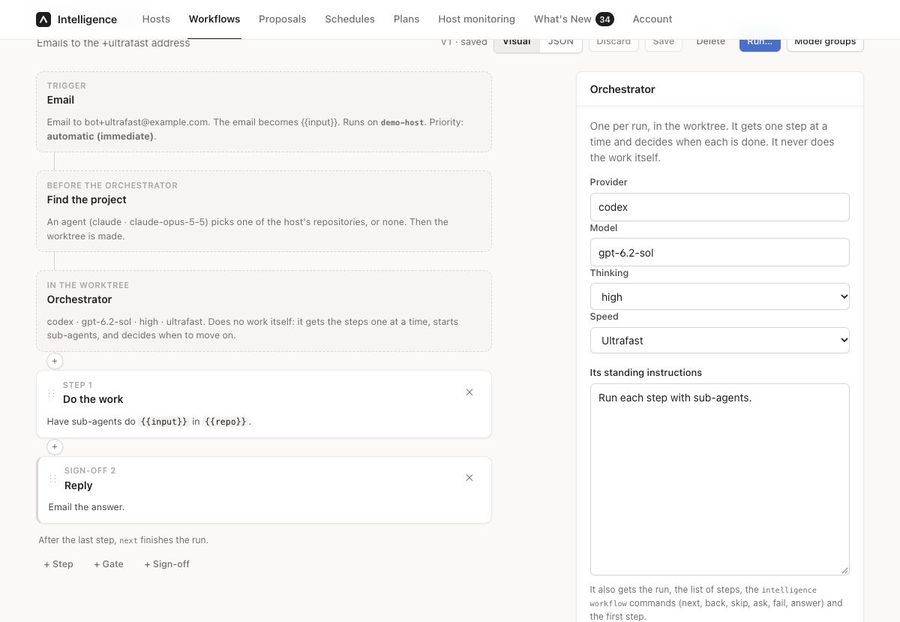 Intelligence
Hosts
Workflows
Proposals
Schedules
Plans
Host monitoring
What's New 34
Account
Emails to the +ultrafast address
V1 · saved
Visual
JSON
Discard
Save
Delete
Run...
Model groups
TRIGGER
Email
Email to bot+ultrafast@example.com. The email becomes {{input}}. Runs on demo-host. Priority:
automatic (immediate).
BEFORE THE ORCHESTRATOR
Find the project
An agent (claude · claude-opus-5-5) picks one of the host's repositories, or none. Then the
worktree is made.
IN THE WORKTREE
Orchestrator
codex · gpt-6.2-sol · high · ultrafast. Does no work itself: it gets the steps one at a time, starts
sub-agents, and decides when to move on.
+
STEP 1
Do the work
Have sub-agents do {{input}} in {{repo}}.
+
SIGN-OFF 2
Reply
Email the answer.
After the last step, next finishes the run.
+ Step
+ Gate
+ Sign-off
Orchestrator
One per run, in the worktree. It gets one step at a
time and decides when each is done. It never does
the work itself.
Provider
codex
Model
gpt-6.2-sol
Thinking
high
Speed
Ultrafast
Its standing instructions
Run each step with sub-agents.
It also gets the run, the list of steps, the intelligence
workflow commands (next, back, skip, ask, fail, answer) and
the first step.